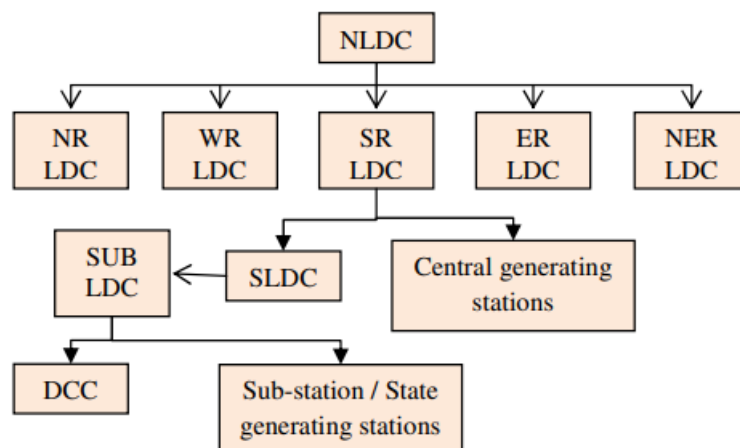 NLDC
NR
LDC
WR
LDC
SR
LDC
ER
LDC
NER
LDC
SUB
LDC
SLDC
Central generating
stations
DCC
Sub-station / State
generating stations